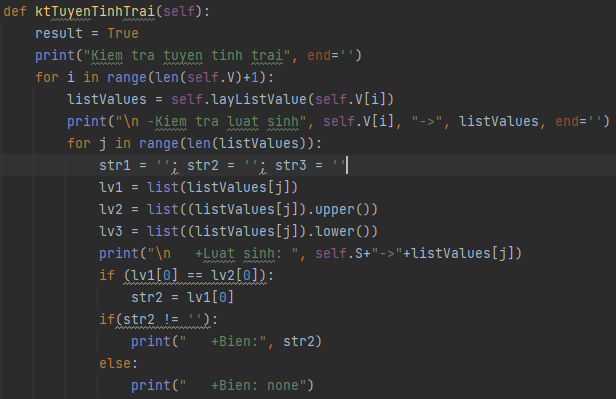 def ktTuyenTinhTrai(self):
    result = True
    print("Kiem tra tuyen tinh trai", end='')
    for i in range(len(self.V)+1):
        listValues = self.layListValue(self.V[i])
        print("\n -Kiem tra luat sinh", self.V[i], "->", listValues, end='')
        for j in range(len(listValues)):
            str1 = ''; str2 = ''; str3 = ''
            lv1 = list(listValues[j])
            lv2 = list((listValues[j]).upper())
            lv3 = list((listValues[j]).lower())
            print("\n   +Luat sinh: ", self.S+"->"+listValues[j])
            if (lv1[0] == lv2[0]):
                str2 = lv1[0]
            if(str2 != ''):
                print("   +Bien:", str2)
            else:
                print("   +Bien: none")